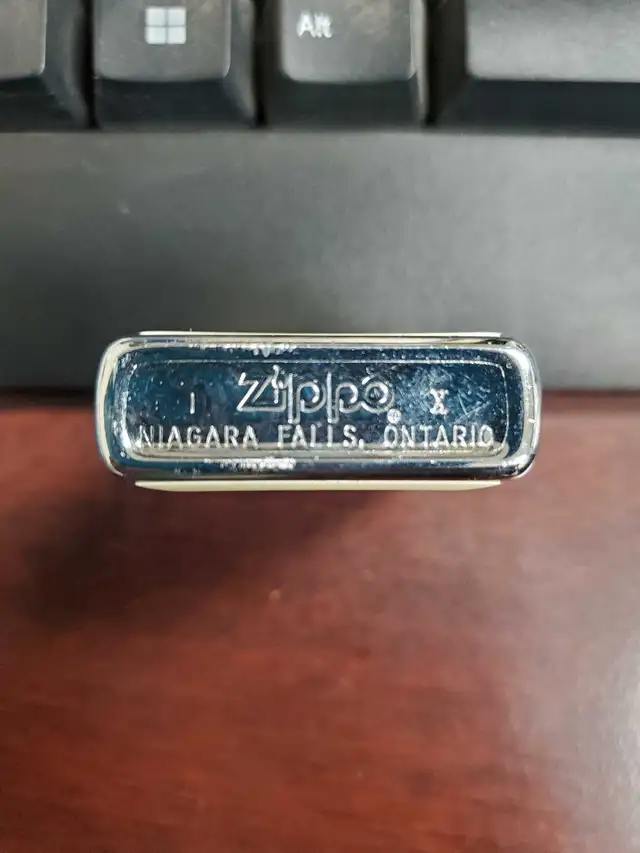 Alt
I Zippo® X
NIAGARA FALLS, ONTARIO